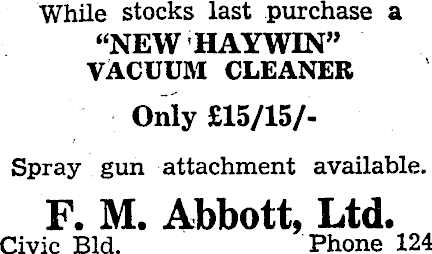 While stocks last purchase a
“NEW HAYWIN”
VACUUM CLEANER
Only £15/15/-
Spray gun attachment available.
F. M. Abbott, Ltd.
Civic Bld. Phone 124